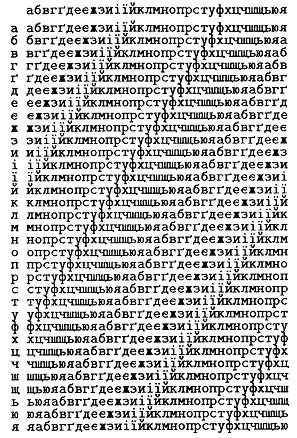 абвгґдеєжзиіїйклмнопрстуфхцчшщьюя
а абвгґдеєжзиіїйклмнопрстуфхцчшщьюя
б бвгґдеєжзиіїйклмнопрстуфхцчшщьюяа
в вгґдеєжзиіїйклмнопрстуфхцчшщьюяаб
г гґдеєжзиіїйклмнопрстуфхцчшщьюяабв
ґ ґдеєжзиіїйклмнопрстуфхцчшщьюяабвг
д деєжзиіїйклмнопрстуфхцчшщьюяабвгґ
е еєжзиіїйклмнопрстуфхцчшщьюяабвгґд
є єжзиіїйклмнопрстуфхцчшщьюяабвгґде
ж жзиіїйклмнопрстуфхцчшщьюяабвгґдеє
з зиіїйклмнопрстуфхцчшщьюяабвгґдеєж
и иіїйклмнопрстуфхцчшщьюяабвгґдеєжз
і іїйклмнопрстуфхцчшщьюяабвгґдеєжзи
ї їйклмнопрстуфхцчшщьюяабвгґдеєжзиі
й йклмнопрстуфхцчшщьюяабвгґдеєжзиії
к клмнопрстуфхцчшщьюяабвгґдеєжзиіїй
л лмнопрстуфхцчшщьюяабвгґдеєжзиіїйк
м мнопрстуфхцчшщьюяабвгґдеєжзиіїйкл
н нопрстуфхцчшщьюяабвгґдеєжзиіїйклм
о опрстуфхцчшщьюяабвгґдеєжзиіїйклмн
п прстуфхцчшщьюяабвгґдеєжзиіїйклмно
р рстуфхцчшщьюяабвгґдеєжзиіїйклмноп
с стуфхцчшщьюяабвгґдеєжзиіїйклмнопр
т туфхцчшщьюяабвгґдеєжзиіїйклмнопрс
у уфхцчшщьюяабвгґдеєжзиіїйклмнопрст
ф фхцчшщьюяабвгґдеєжзиіїйклмнопрсту
х хцчшщьюяабвгґдеєжзиіїйклмнопрстуф
ц цчшщьюяабвгґдеєжзиіїйклмнопрстуфх
ч чшщьюяабвгґдеєжзиіїйклмнопрстуфхц
ш шщьюяабвгґдеєжзиіїйклмнопрстуфхцч
щ щьюяабвгґдеєжзиіїйклмнопрстуфхцчш
ь ьюяабвгґдеєжзиіїйклмнопрстуфхцчшщ
ю юяабвгґдеєжзиіїйклмнопрстуфхцчшщь
я яабвгґдеєжзиіїйклмнопрстуфхцчшщью